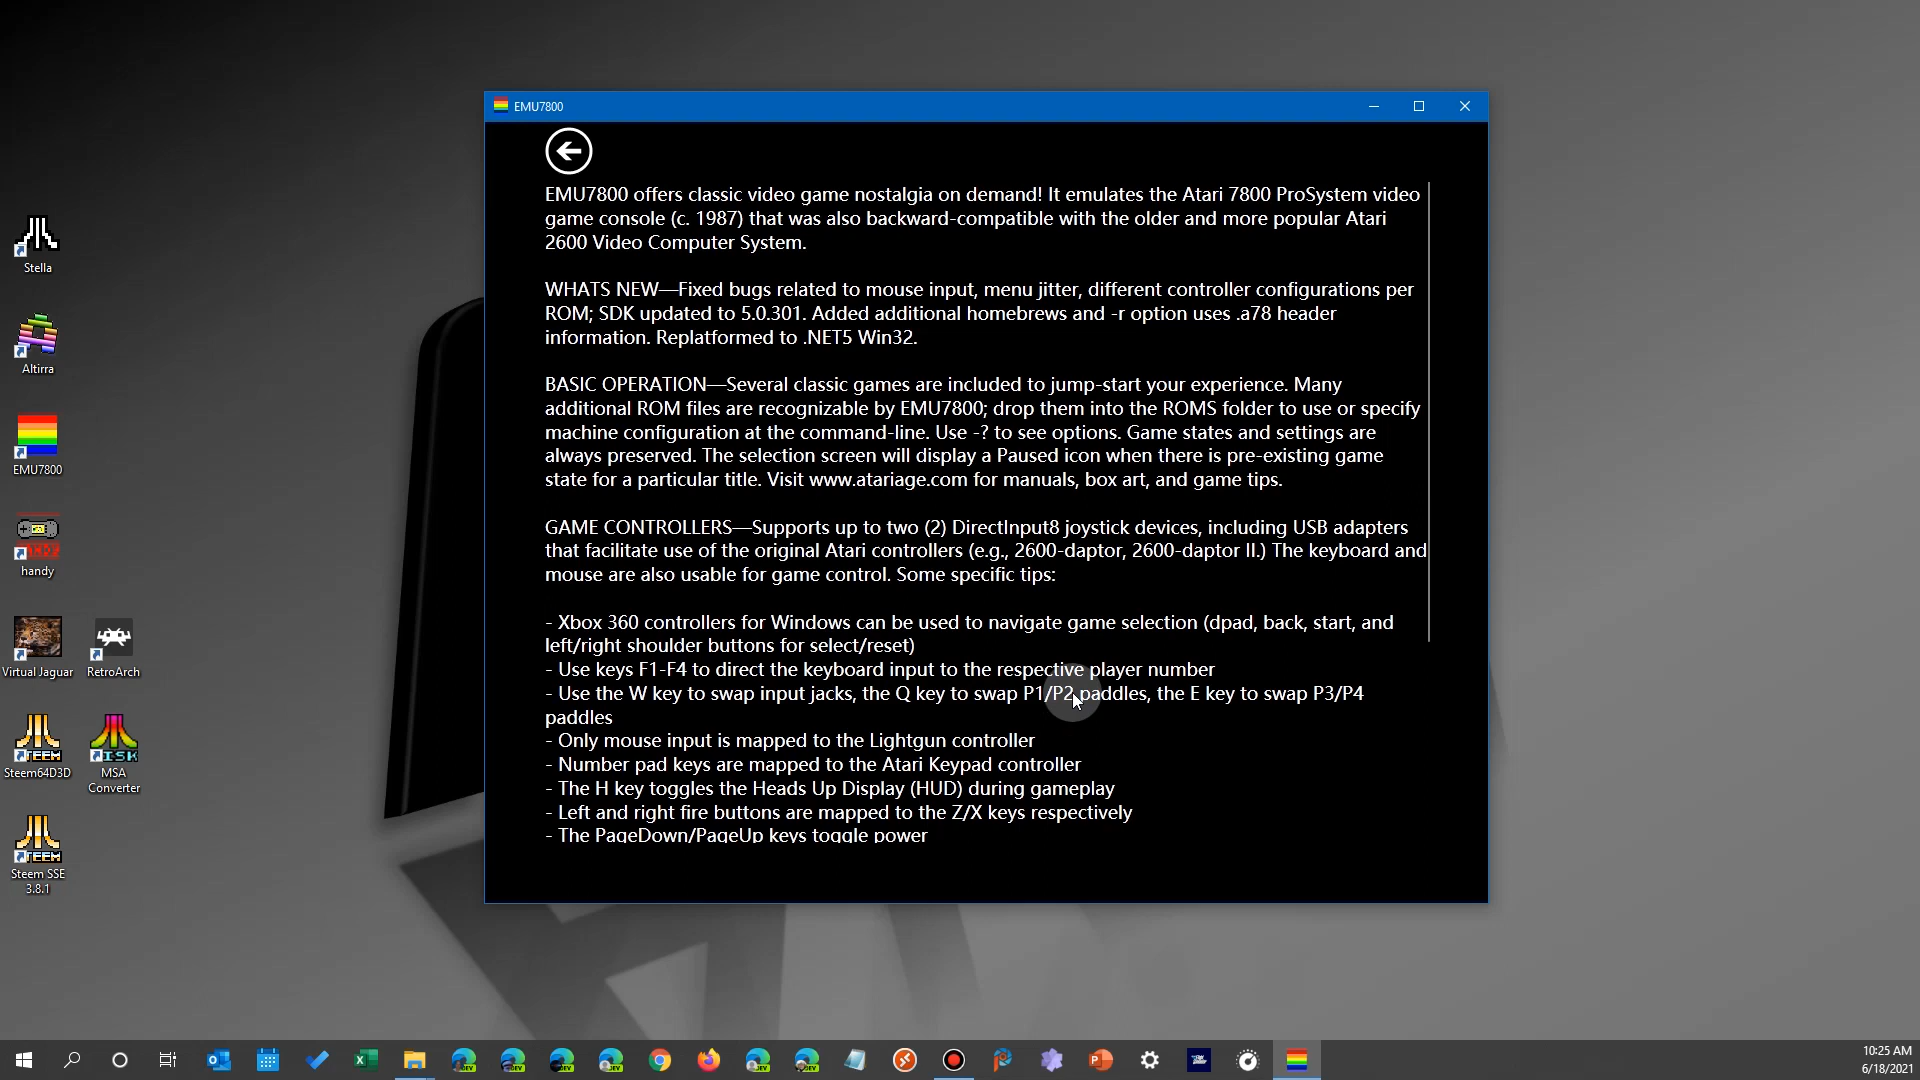 EMU7800
EMU7800 offers classic video game nostalgia on demand! It emulates the Atari 7800 ProSystem video
game console (c. 1987) that was also backward-compatible with the older and more popular Atari
2600 Video Computer System.
WHATS NEW—Fixed bugs related to mouse input, menu jitter, different controller configurations per
ROM; SDK updated to 5.0.301. Added additional homebrews and -r option uses .a78 header
information. Replatformed to .NET5 Win32.
BASIC OPERATION—Several classic games are included to jump-start your experience. Many
additional ROM files are recognizable by EMU7800; drop them into the ROMS folder to use or specify
machine configuration at the command-line. Use -? to see options. Game states and settings are
always preserved. The selection screen will display a Paused icon when there is pre-existing game
state for a particular title. Visit www.atariage.com for manuals, box art, and game tips.
GAME CONTROLLERS—Supports up to two (2) DirectInput8 joystick devices, including USB adapters
that facilitate use of the original Atari controllers (e.g., 2600-daptor, 2600-daptor II.) The keyboard and
mouse are also usable for game control. Some specific tips:
- Xbox 360 controllers for Windows can be used to navigate game selection (dpad, back, start, and
left/right shoulder buttons for select/reset)
- Use keys F1-F4 to direct the keyboard input to the respective player number
- Use the W key to swap input jacks, the Q key to swap P1/P2 paddles, the E key to swap P3/P4
paddles
- Only mouse input is mapped to the Lightgun controller
- Number pad keys are mapped to the Atari Keypad controller
- The H key toggles the Heads Up Display (HUD) during gameplay
- Left and right fire buttons are mapped to the Z/X keys respectively
- The PageDown/PageUp keys toggle power
Stella
Altirra
EMU7800
handy
Virtual Jaguar
RetroArch
STEEM
Steem64D3D
DISK
MSA
Converter
STEEM
Steem SSE
3.8.1
DEV
DEV
DEV
DEV
DEV
DEV
10:25 AM
6/18/2021